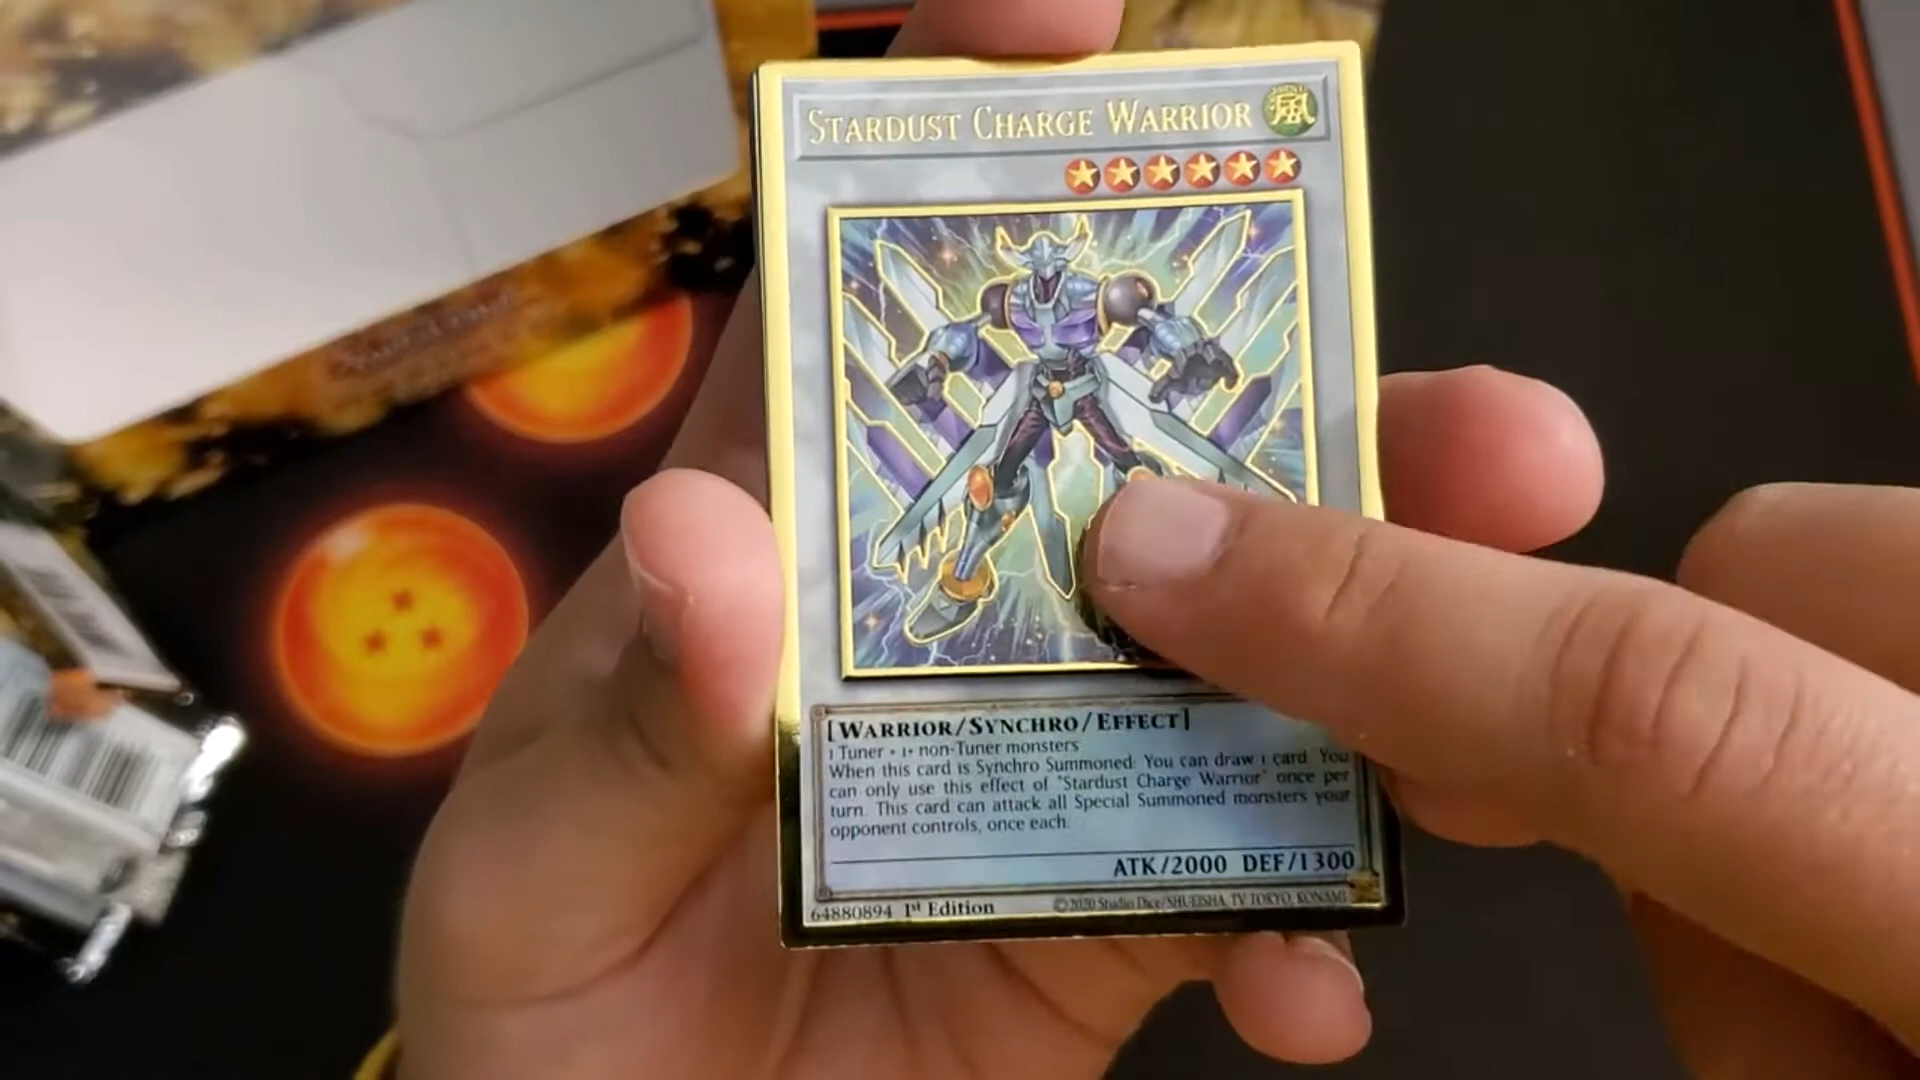 STARDUST CHARGE WARRIOR 風
[WARRIOR/SYNCHRO/EFFECT]
1 Tuner + 1+ non-Tuner monsters
When this card is Synchro Summoned: You can draw 1 card. You
can only use this effect of "Stardust Charge Warrior" once per
turn. This card can attack all Special Summoned monsters your
opponent controls, once each.
ATK/2000 DEF/1300
64880894 1st Edition ©2020 Studio Dice/SHUEISHA, TV TOKYO, KONAMI